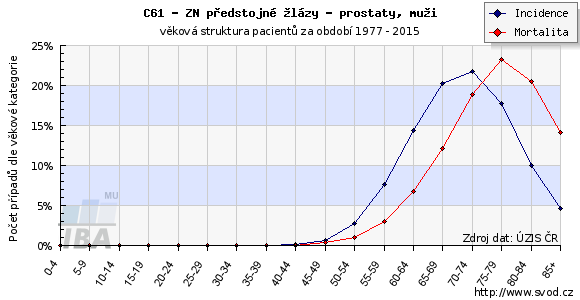 C61 - ZN předstojné žlázy - prostaty, muži
věková struktura pacientů za období 1977 - 2015
Incidence
Mortalita
Počet případů dle věkové kategorie
25%
20%
15%
10%
5%
0%
MU
IBA
Zdroj dat: ÚZIS ČR
0-4
5-9
10-14
15-19
20-24
25-29
30-34
35-39
40-44
45-49
50-54
55-59
60-64
65-69
70-74
75-79
80-84
85+
http://www.svod.cz